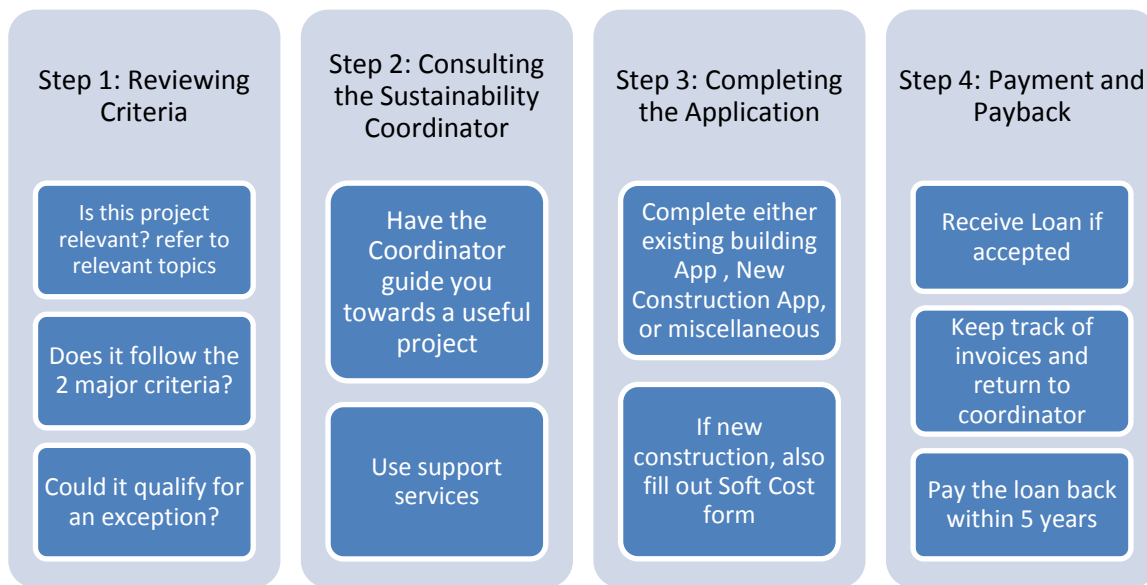 Step 1: Reviewing
Criteria
Is this project
relevant? refer to
relevant topics
Does it follow the
2 major criteria?
Could it qualify for
an exception?
Step 2: Consulting
the Sustainability
Coordinator
Have the
Coordinator
guide you
towards a useful
project
Use support
services
Step 3: Completing
the Application
Complete either
existing building
App , New
Construction App,
or miscellaneous
If new
construction, also
fill out Soft Cost
form
Step 4: Payment and
Payback
Receive Loan if
accepted
Keep track of
invoices and
return to
coordinator
Pay the loan back
within 5 years